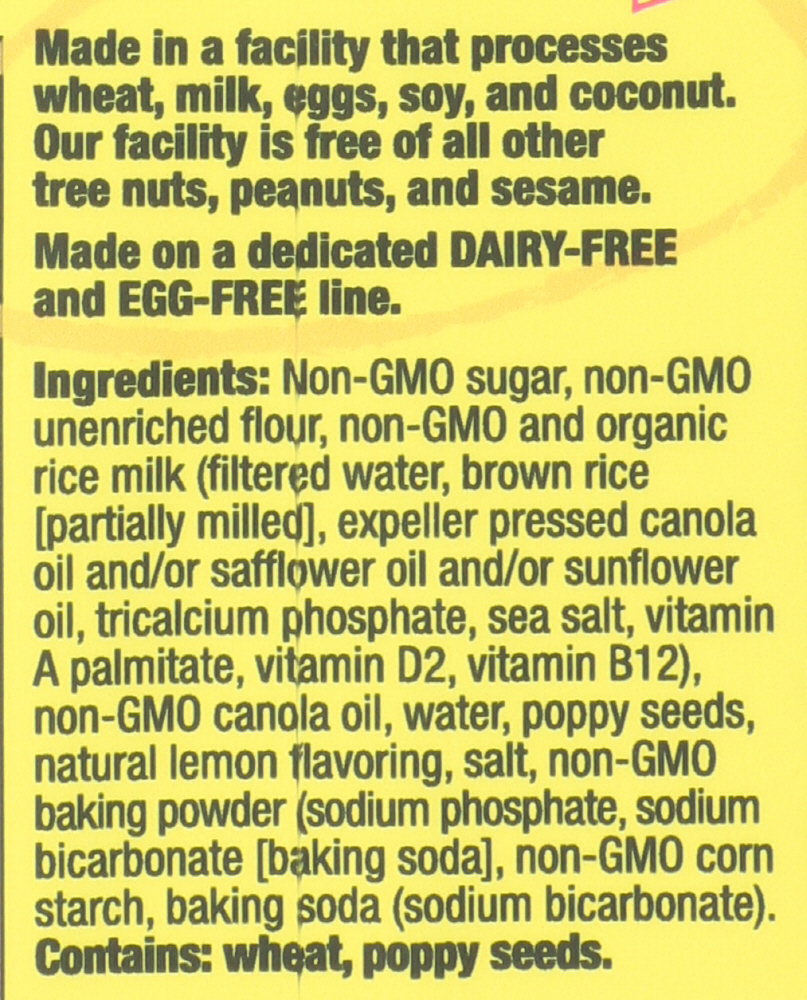 Made in a facility that processes
wheat, milk, eggs, soy, and coconut.
Our facility is free of all other
tree nuts, peanuts, and sesame.
Made on a dedicated DAIRY-FREE
and EGG-FREE line.
Ingredients: Non-GMO sugar, non-GMO
unenriched flour, non-GMO and organic
rice milk (filtered water, brown rice
[partially milled], expeller pressed canola
oil and/or safflower oil and/or sunflower
oil, tricalcium phosphate, sea salt, vitamin
A palmitate, vitamin D2, vitamin B12),
non-GMO canola oil, water, poppy seeds,
natural lemon flavoring, salt, non-GMO
baking powder (sodium phosphate, sodium
bicarbonate [baking soda], non-GMO corn
starch, baking soda (sodium bicarbonate).
Contains: wheat, poppy seeds.